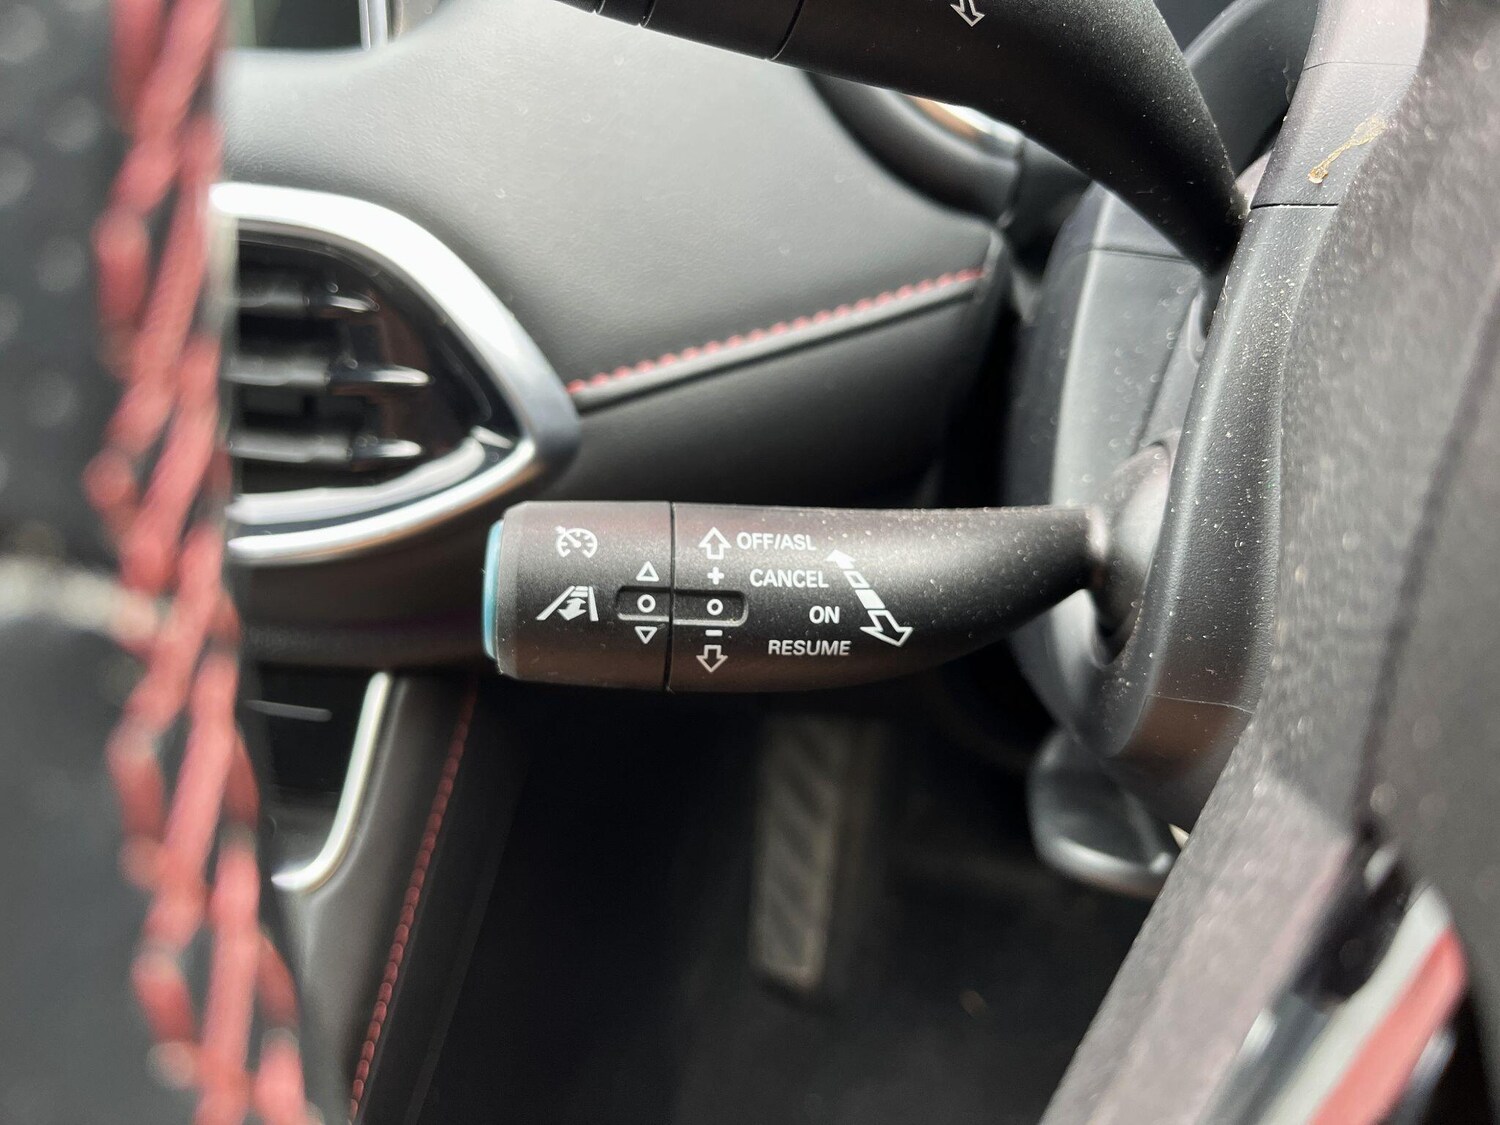 OFF/ASL
+ CANCEL
ON
-
RESUME